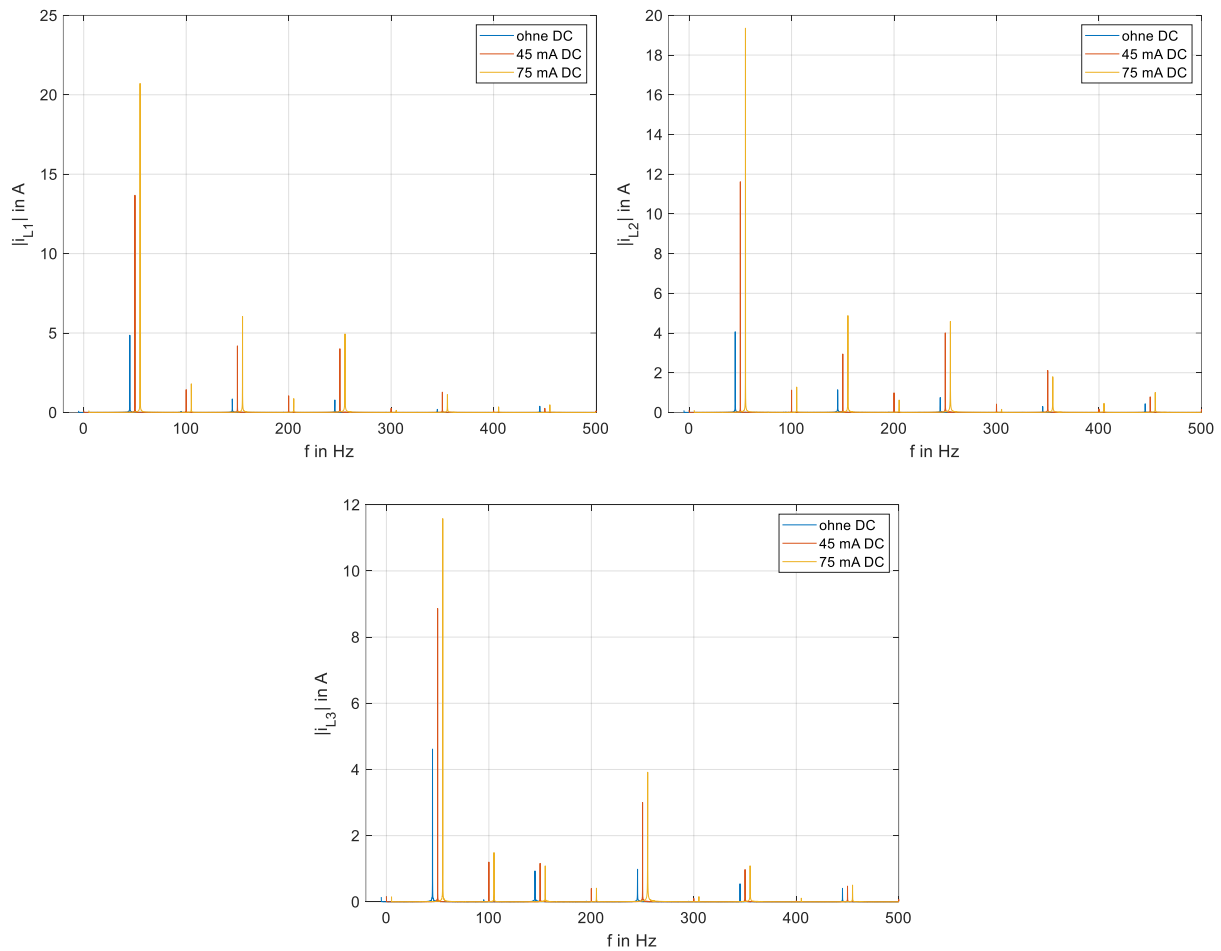 25
20
15
10
5
0
|i_L1| in A
0 100 200 300 400 500
f in Hz
ohne DC
45 mA DC
75 mA DC
20
18
16
14
12
10
8
6
4
2
0
|i_L2| in A
0 100 200 300 400 500
f in Hz
ohne DC
45 mA DC
75 mA DC
12
10
8
6
4
2
0
|i_L3| in A
0 100 200 300 400 500
f in Hz
ohne DC
45 mA DC
75 mA DC